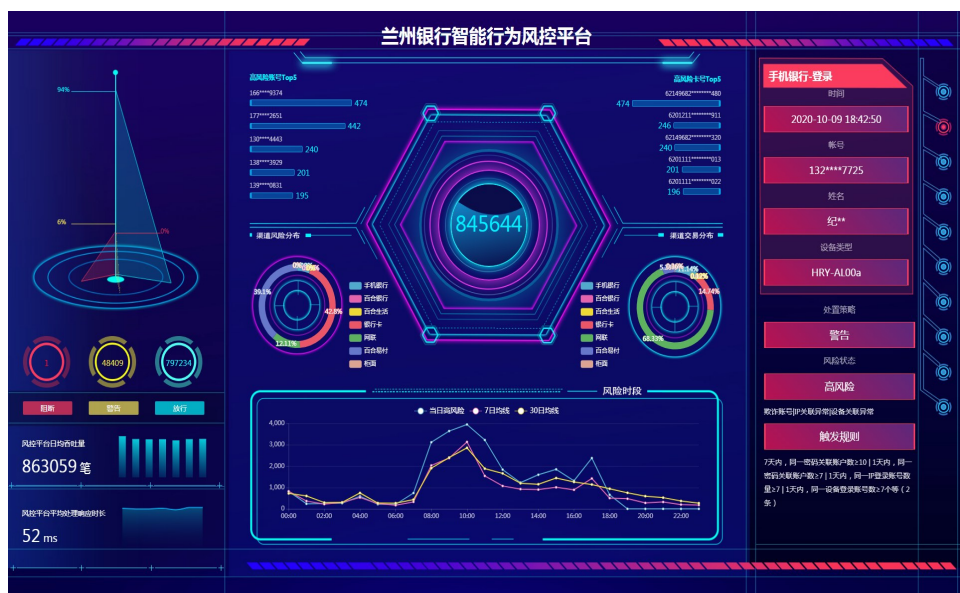 兰州银行智能行为风控平台
94%
6%
0%
1
48409
797234
阻断
警告
放行
风控平台日均吞吐量
863059 笔
风控平台平均处理响应时长
52 ms
高风险账号Top5
166****9374
474
177****2651
442
130****4443
240
138****3929
201
139****0831
195
高风险卡号Top5
62149682********480
474
6201211********911
246
62149682********320
240
6201111********013
201
6201111********022
196
845644
渠道风险分布
39.1%
42.8%
12.11%
手机银行
百合银行
百合生活
银行卡
网联
百合易付
柜面
渠道交易分布
14.74%
68.33%
手机银行
百合银行
百合生活
银行卡
网联
百合易付
柜面
风险时段
当日高风险
7日均线
30日均线
4,000
3,000
2,000
1,000
0
00:00
02:00
04:00
06:00
08:00
10:00
12:00
14:00
16:00
18:00
20:00
22:00
手机银行-登录
时间
2020-10-09 18:42:50
帐号
132****7725
姓名
纪**
设备类型
HRY-AL00a
处置策略
警告
风险状态
高风险
欺诈账号|IP关联异常|设备关联异常
触发规则
7天内，同一密码关联账户数≥10 | 1天内，同一
密码关联账户数≥7 | 1天内，同一IP登录账号数
量≥7 | 1天内，同一设备登录账号数≥7个等（2
条）